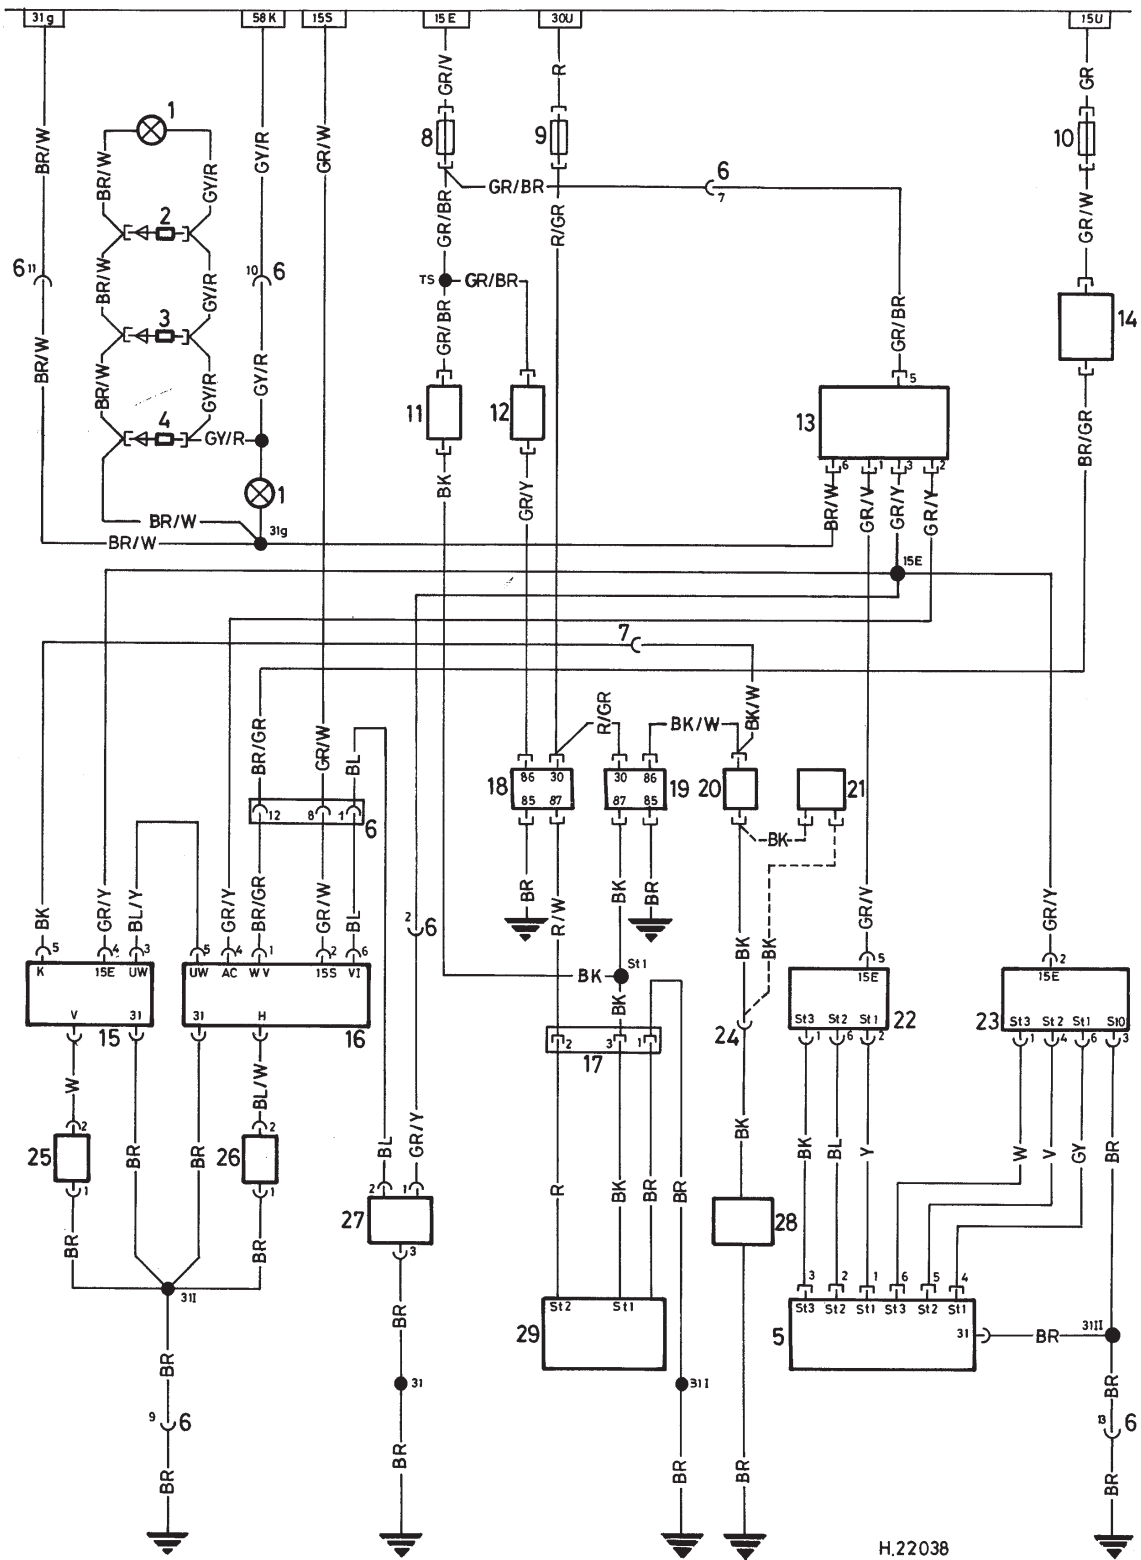 31g 58K 15S 15E 30U 15U
GR/V R GR
BR/W GY/R GR/W
1
8 9 10
BR/W GY/R
6
GR/BR
7
2
GR/BR R/GR GR/W
6 11 10 6
TS GR/BR
BR/W GY/R
14
3
BR/W GY/R GR/BR GR/BR
5
BR/W GY/R
11 12 13
4
GY/R
BR/GR
6 1 3 2
BK GR/Y BR/W GR/V GR/Y GR/Y
1
BR/W
31g
BR/W
15E
7
BK/W
R/GR BK/W
BR/GR GR/W BL
18 86 30 30 86 19 20 21
85 87 87 85
12 8 1 6
BK
BK GR/Y BL/Y GR/Y BR/GR GR/W BL
BR R/W BK BR
GR/V GR/Y
2 6
BK BK
5 4 3 5 4 1 2 6
K 15E UW UW AC WV 15S VI
BK St1
5 2
15E 15E
BK
V 31 31 H
15 16
St3 St2 St1 22
23 St3 St2 St1 St0
24
1 6 2 1 4 6 3
2 3 1
17
W BL/W
2 2
25 26
BR BR
BL GR/Y
BK
BK BL Y
W V GY BR
1 1
2 1
R BK BR BR
27 28
BR BR
3
31I
3 2 1 6 5 4
St2 St1
29
St3 St2 St1 St3 St2 St1
5
31 BR 31II
BR BR
31 31I
BR
9 6
13 6
BR BR BR BR BR
H.22038